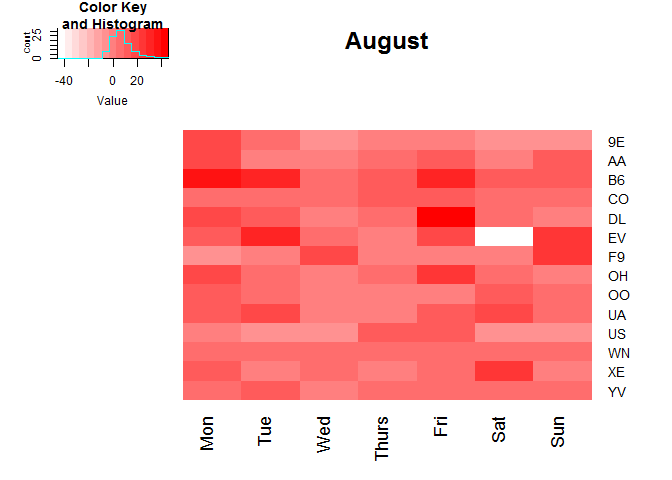 Color Key
and Histogram
Count
0 25
-40 0 20
Value
August
9E
AA
B6
CO
DL
EV
F9
OH
OO
UA
US
WN
XE
YV
Mon Tue Wed Thurs Fri Sat Sun